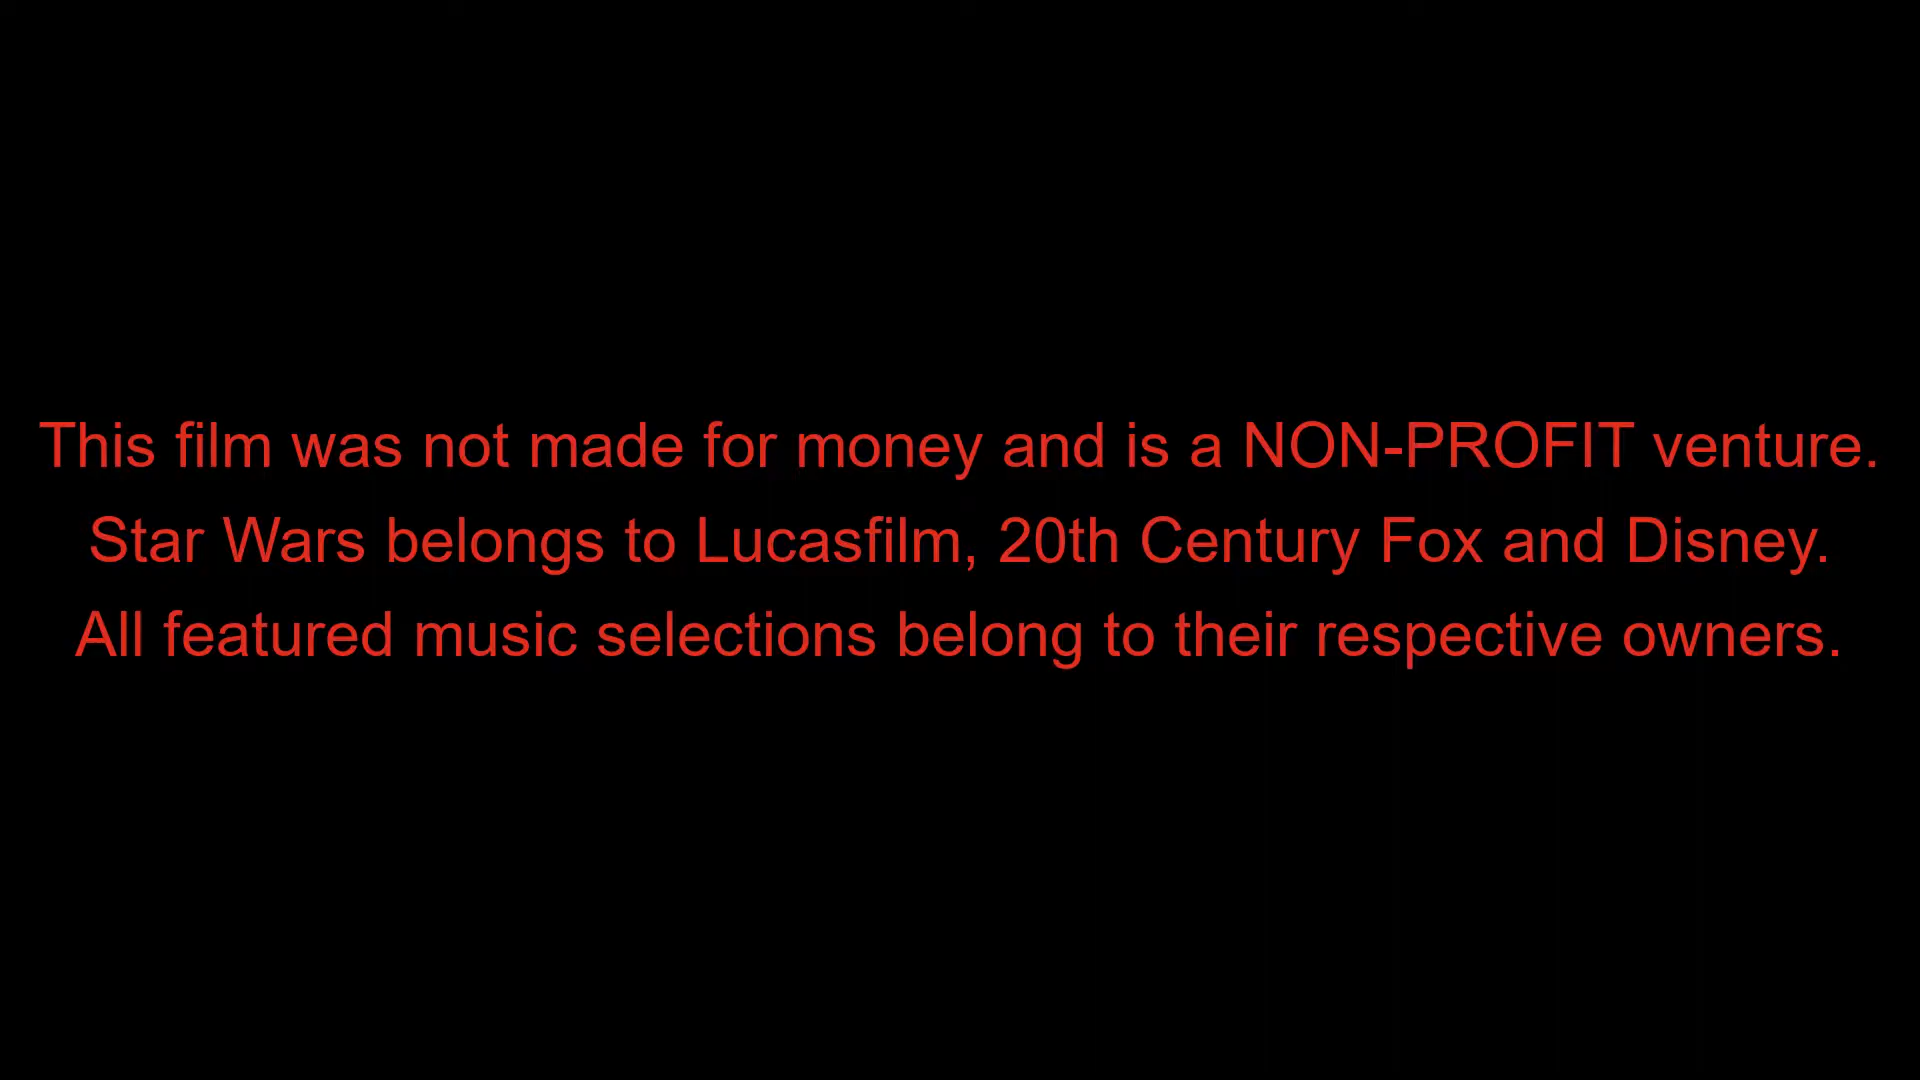 This film was not made for money and is a NON-PROFIT venture.
Star Wars belongs to Lucasfilm, 20th Century Fox and Disney.
All featured music selections belong to their respective owners.